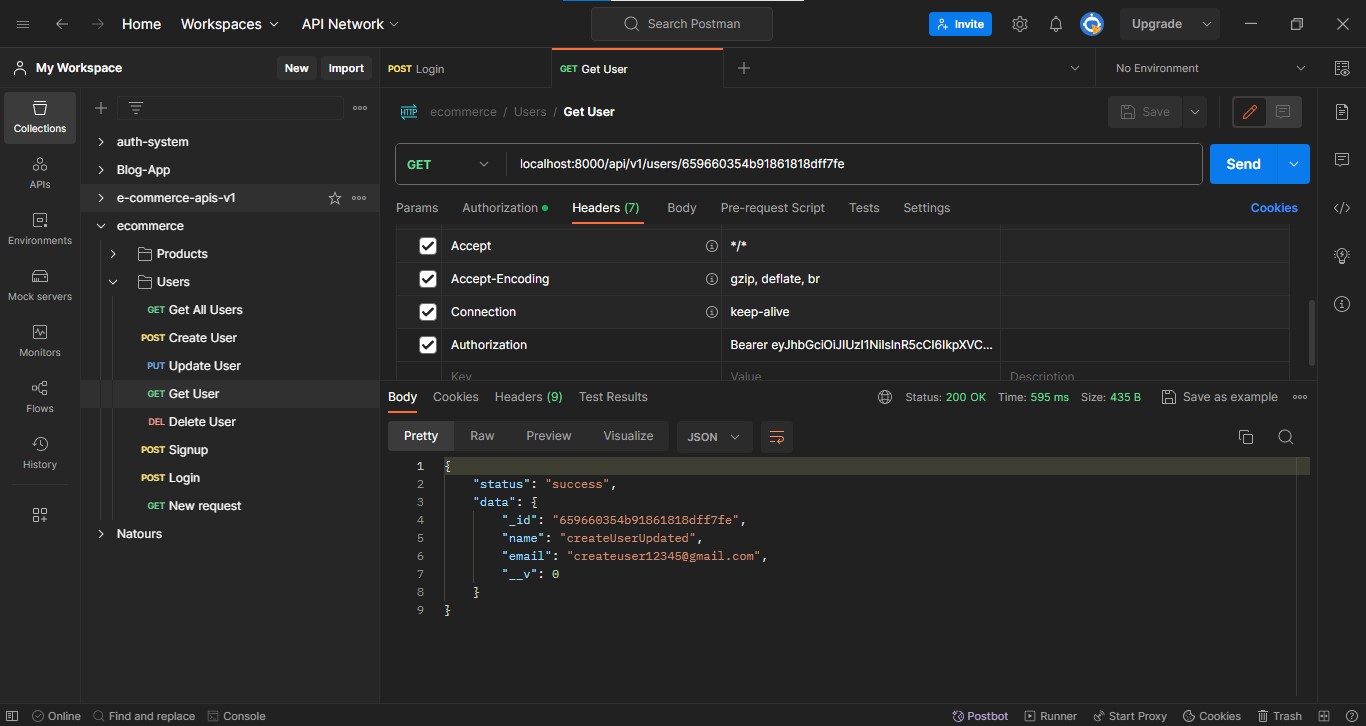 Home Workspaces API Network Search Postman Invite Upgrade
My Workspace New Import POST Login GET Get User No Environment
Collections
APIs
Environments
Mock servers
Monitors
Flows
History
auth-system
Blog-App
e-commerce-apis-v1
ecommerce
Products
Users
GET Get All Users
POST Create User
PUT Update User
GET Get User
DEL Delete User
POST Signup
POST Login
GET New request
Natours
HTTP ecommerce / Users / Get User Save
GET localhost:8000/api/v1/users/659660354b91861818dff7fe Send
Params Authorization Headers (7) Body Pre-request Script Tests Settings Cookies
Accept */*
Accept-Encoding gzip, deflate, br
Connection keep-alive
Authorization Bearer eyJhbGciOiJIUzI1NiIsInR5cCI6IkpXVC...
Key Value Description
Body Cookies Headers (9) Test Results Status: 200 OK Time: 595 ms Size: 435 B Save as example
Pretty Raw Preview Visualize JSON
1 {
2 "status": "success",
3 "data": {
4 "_id": "659660354b91861818dff7fe",
5 "name": "createUserUpdated",
6 "email": "createuser12345@gmail.com",
7 "__v": 0
8 }
9 }
Online Find and replace Console Postbot Runner Start Proxy Cookies Trash